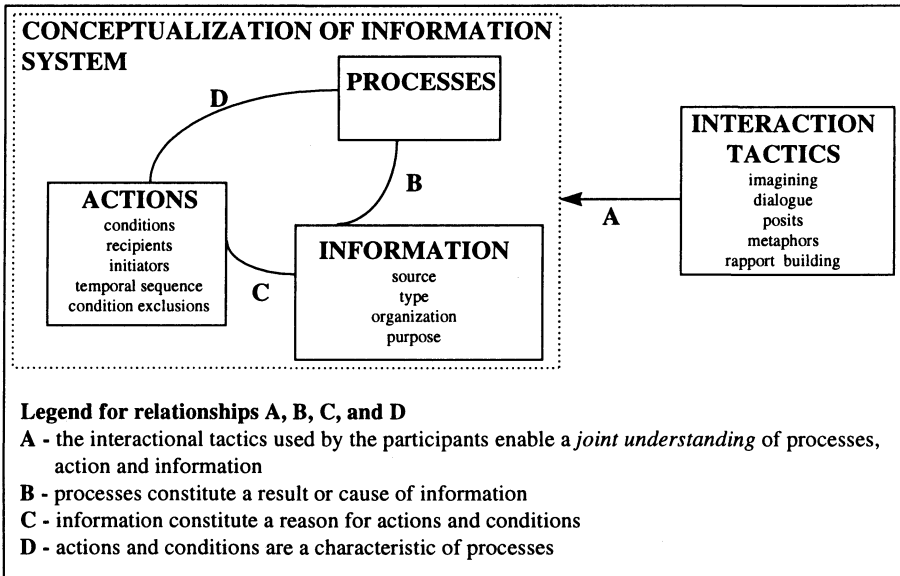 CONCEPTUALIZATION OF INFORMATION
SYSTEM
D
PROCESSES
B
ACTIONS
conditions
recipients
initiators
temporal sequence
condition exclusions
C
INFORMATION
source
type
organization
purpose
A
INTERACTION
TACTICS
imagining
dialogue
posits
metaphors
rapport building
Legend for relationships A, B, C, and D
A - the interactional tactics used by the participants enable a joint understanding of processes,
action and information
B - processes constitute a result or cause of information
C - information constitute a reason for actions and conditions
D - actions and conditions are a characteristic of processes